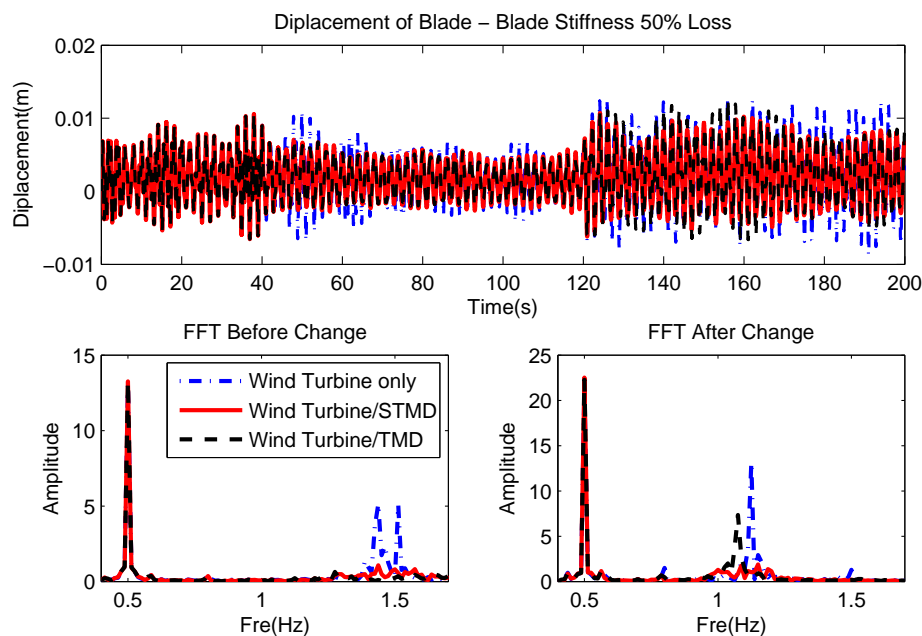 Diplacement of Blade − Blade Stiffness 50% Loss
0.02
0.01
0
−0.01
Diplacement(m)
0 20 40 60 80 100 120 140 160 180 200
Time(s)
FFT Before Change
15
10
5
0
Amplitude
0.5 1 1.5
Fre(Hz)
Wind Turbine only
Wind Turbine/STMD
Wind Turbine/TMD
FFT After Change
25
20
15
10
5
0
Amplitude
0.5 1 1.5
Fre(Hz)